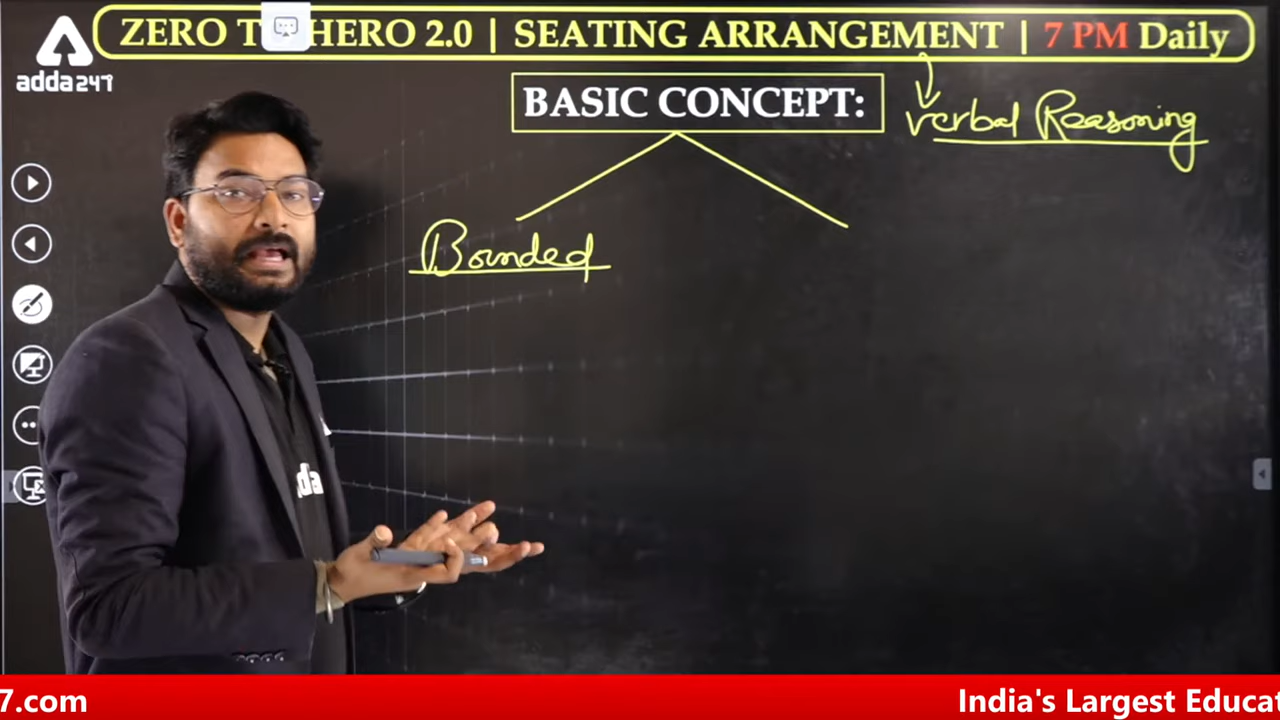 ZERO T HERO 2.0 | SEATING ARRANGEMENT | 7 PM Daily
adda247
BASIC CONCEPT:
Verbal Reasoning
Bounded
da
7.com
India's Largest Educat